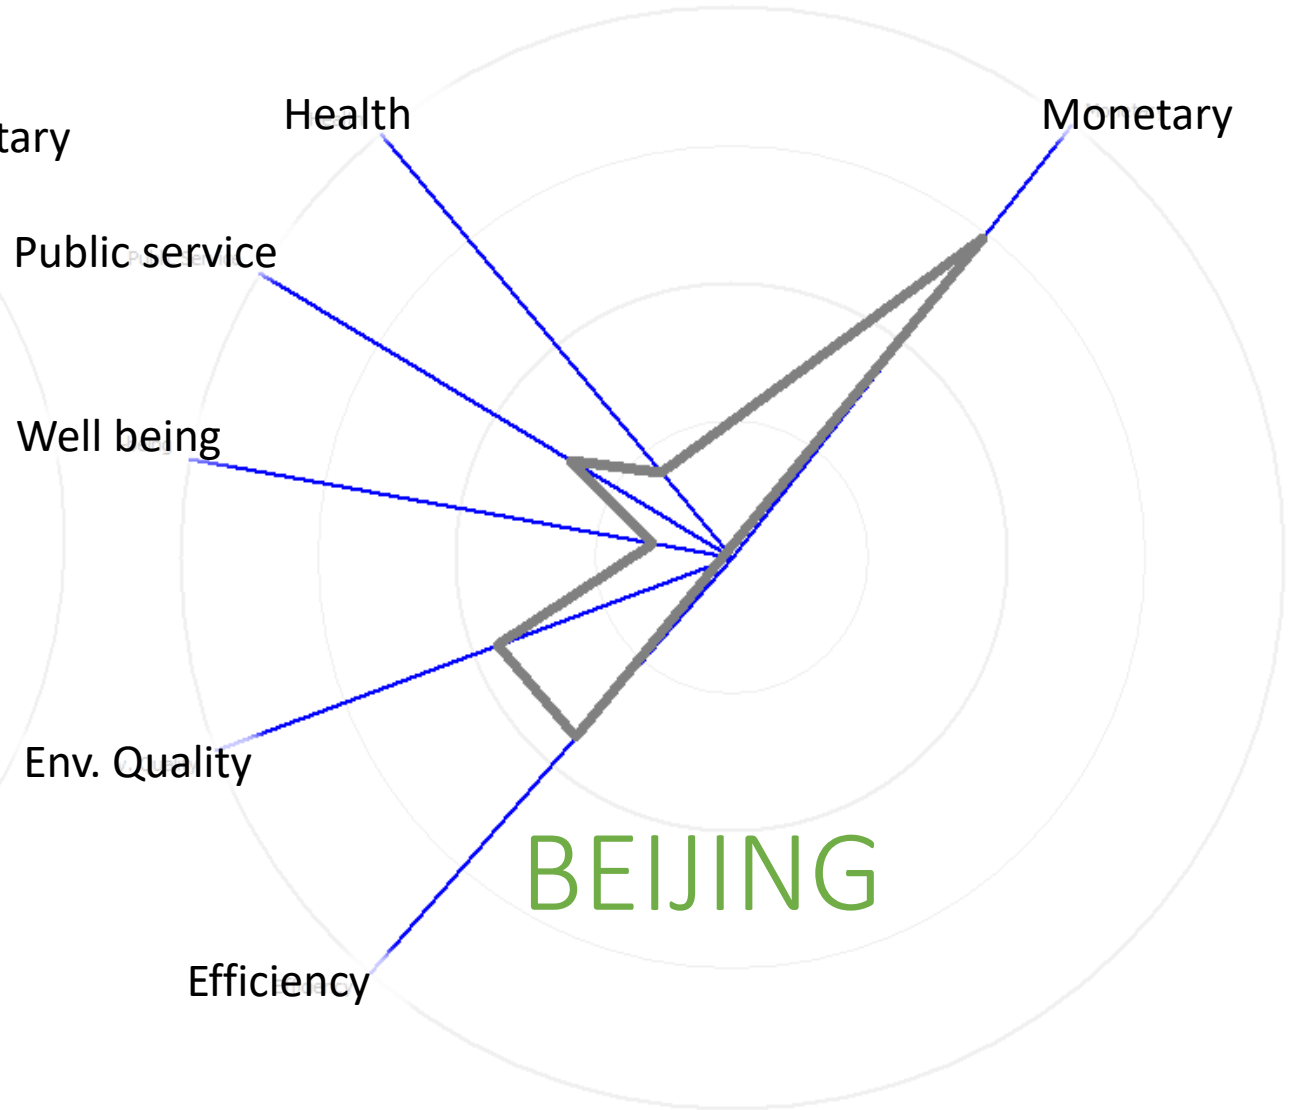 Health
Monetary
tary
Public service
Well being
Env. Quality
BEIJING
Efficiency